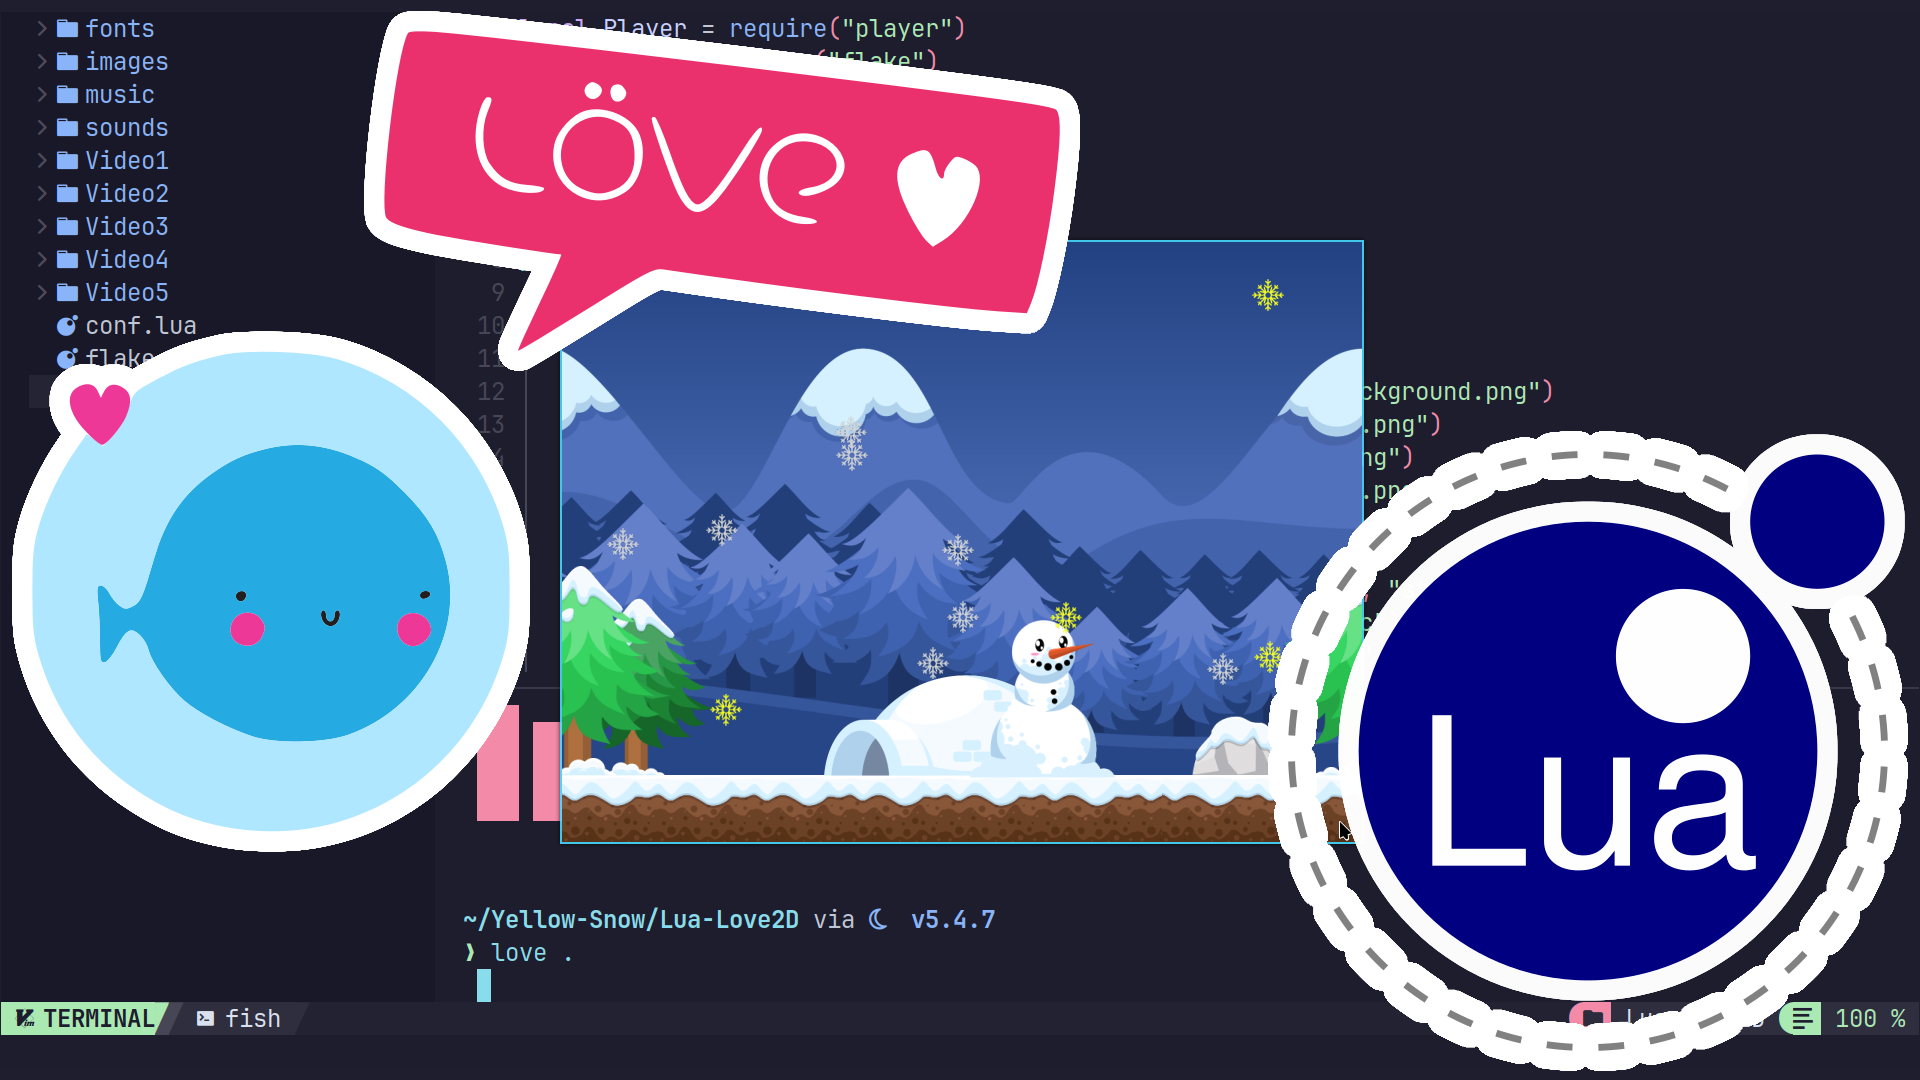 fonts
images
music
sounds
Video1
Video2
Video3
Video4
Video5
conf.lua
flake
Player = require("player")
("flake")
LÖVE
9
10
11
12
13
ckground.png")
.png")
ng")
.pn
Lua
~/Yellow-Snow/Lua-Love2D via v5.4.7
❱ love .
TERMINAL
fish
100 %